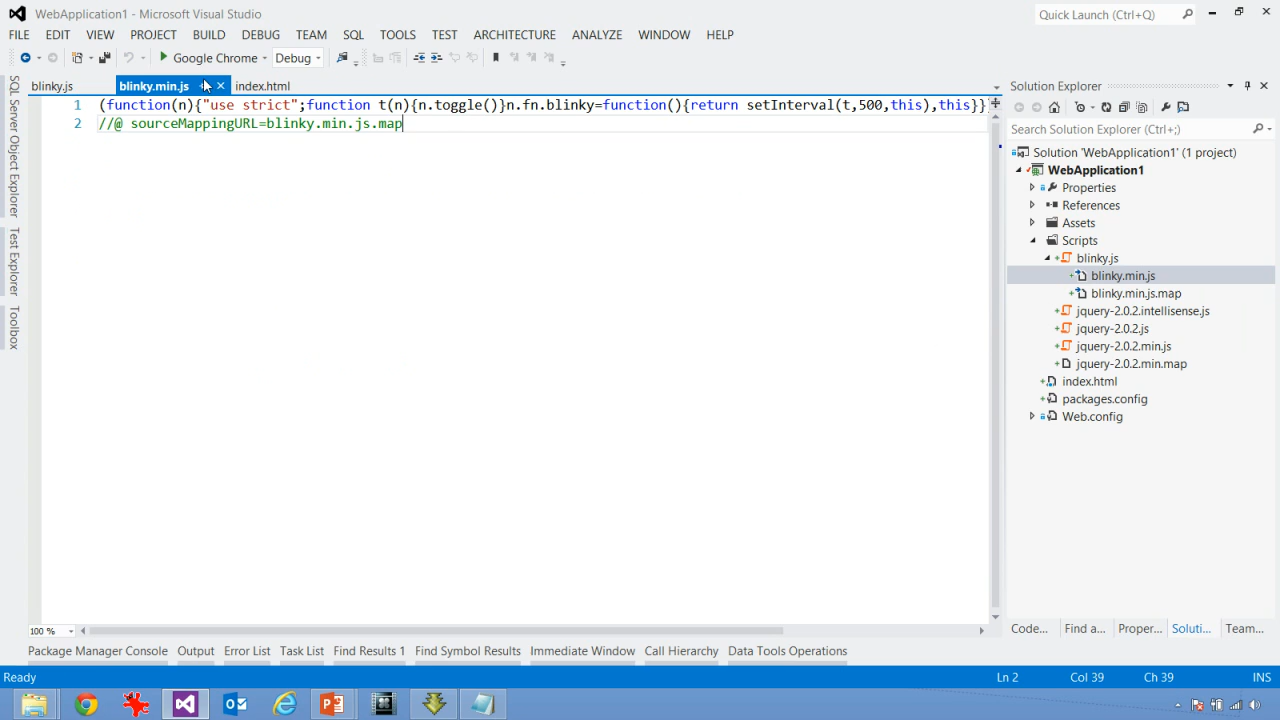 WebApplication1 - Microsoft Visual Studio
Quick Launch (Ctrl+Q)
FILE EDIT VIEW PROJECT BUILD DEBUG TEAM SQL TOOLS TEST ARCHITECTURE ANALYZE WINDOW HELP
Google Chrome Debug
blinky.js blinky.min.js index.html
1 (function(n){"use strict";function t(n){n.toggle()}n.fn.blinky=function(){return setInterval(t,500,this),this}}
2 //@ sourceMappingURL=blinky.min.js.map
SQL Server Object Explorer
Test Explorer
Toolbox
Solution Explorer
Search Solution Explorer (Ctrl+;)
Solution 'WebApplication1' (1 project)
WebApplication1
Properties
References
Assets
Scripts
blinky.js
blinky.min.js
blinky.min.js.map
jquery-2.0.2.intellisense.js
jquery-2.0.2.js
jquery-2.0.2.min.js
jquery-2.0.2.min.map
index.html
packages.config
Web.config
100 %
Code... Find a... Proper... Soluti... Team...
Package Manager Console Output Error List Task List Find Results 1 Find Symbol Results Immediate Window Call Hierarchy Data Tools Operations
Ready Ln 2 Col 39 Ch 39 INS